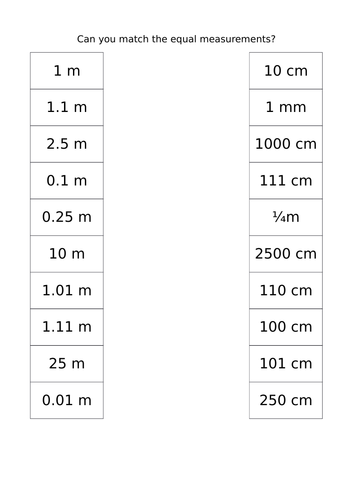 Can you match the equal measurements?
1 m 10 cm
1.1 m 1 mm
2.5 m 1000 cm
0.1 m 111 cm
0.25 m ¼m
10 m 2500 cm
1.01 m 110 cm
1.11 m 100 cm
25 m 101 cm
0.01 m 250 cm